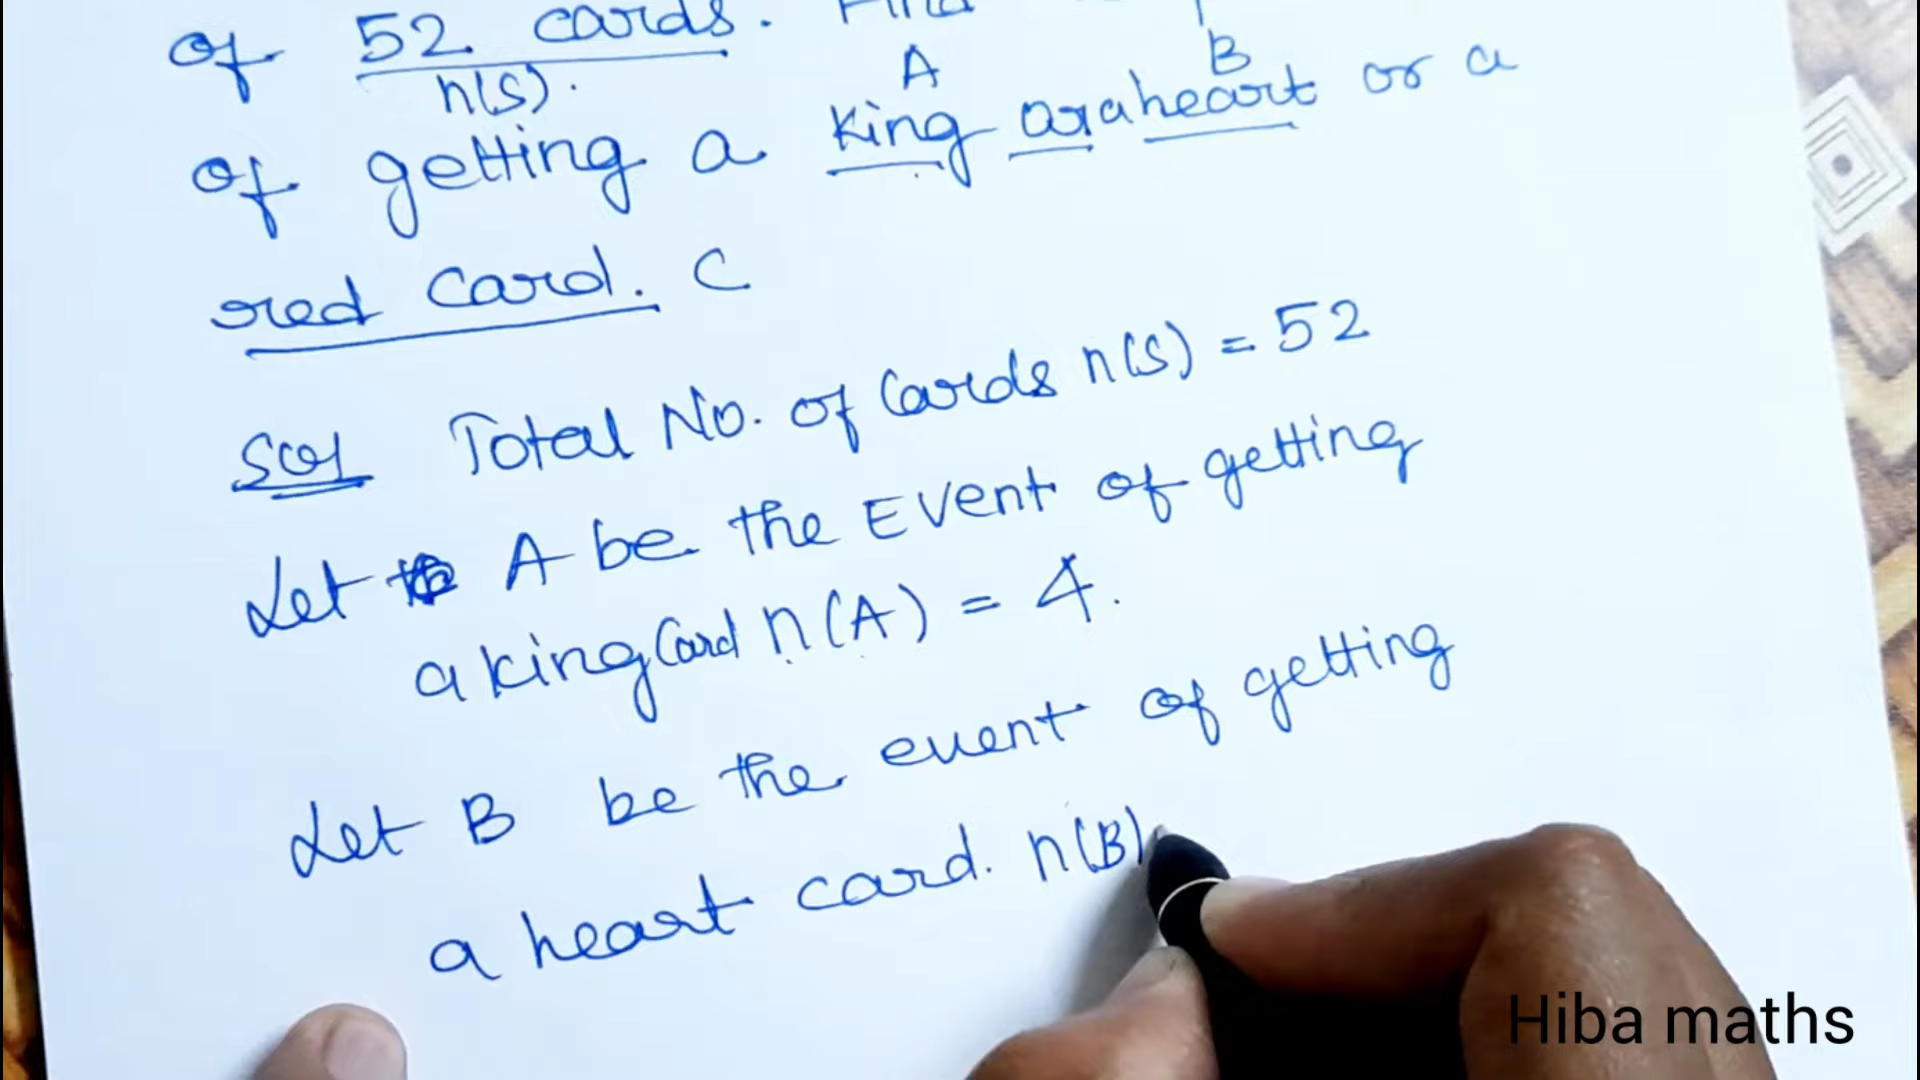 of 52 cards. Find
n(s).
A B
of getting a king or a heart or a
red card. C
Sol Total No. of Cards n(S) = 52
Let A be the Event of getting
a king Card n(A) = 4.
Let B be the event of getting
a heart card. n(B)
Hiba maths